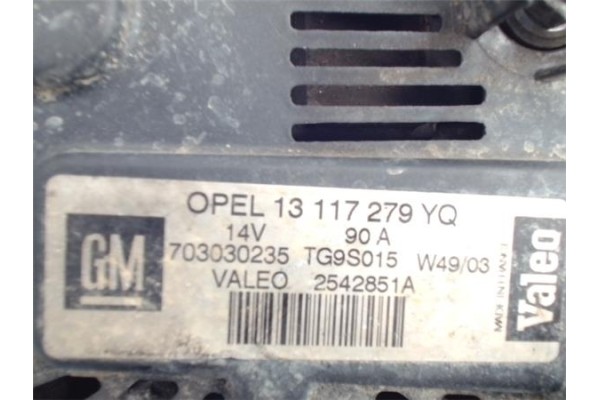 GM
OPEL 13 117 279 YQ
14V 90 A
703030235 TG9S015 W49/03
VALEO 2542851A
Valeo